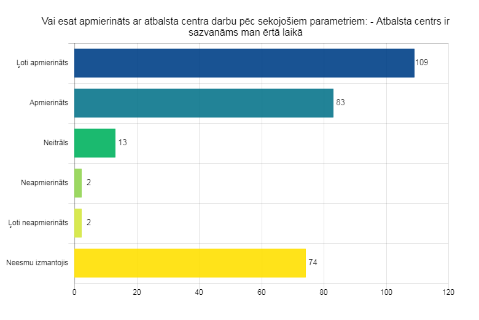 Vai esat apmierināts ar atbalsta centra darbu pēc sekojošiem parametriem: - Atbalsta centrs ir
sazvanāms man ērtā laikā
Ļoti apmierināts
109
Apmierināts
83
Neitrāls
13
Neapmierināts
2
Ļoti neapmierināts
2
Neesmu izmantojis
74
0 20 40 60 80 100 120